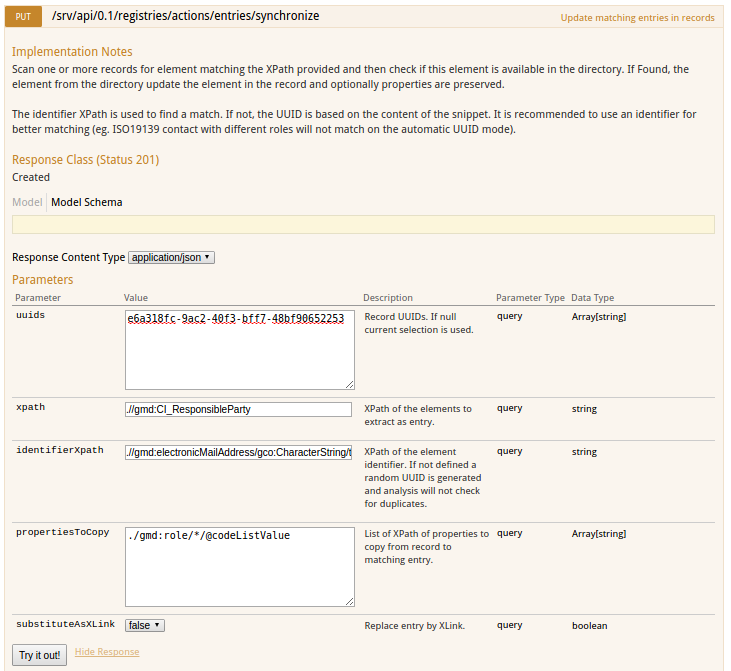 PUT /srv/api/0.1/registries/actions/entries/synchronize Update matching entries in records
Implementation Notes
Scan one or more records for element matching the XPath provided and then check if this element is available in the directory. If Found, the
element from the directory update the element in the record and optionally properties are preserved.
The identifier XPath is used to find a match. If not, the UUID is based on the content of the snippet. It is recommended to use an identifier for
better matching (eg. ISO19139 contact with different roles will not match on the automatic UUID mode).
Response Class (Status 201)
Created
Model Model Schema
Response Content Type application/json
Parameters
Parameter Value Description Parameter Type Data Type
uuids e6a318fc-9ac2-40f3-bff7-48bf90652253 Record UUIDs. If null query Array[string]
current selection is used.
xpath .//gmd:CI_ResponsibleParty XPath of the elements to query string
extract as entry.
identifierXpath .//gmd:electronicMailAddress/gco:CharacterString/t XPath of the element query string
identifier. If not defined a
random UUID is generated
and analysis will not check
for duplicates.
propertiesToCopy ./gmd:role/*/@codeListValue List of XPath of properties to query Array[string]
copy from record to
matching entry.
substituteAsXLink false Replace entry by XLink. query boolean
Try it out! Hide Response